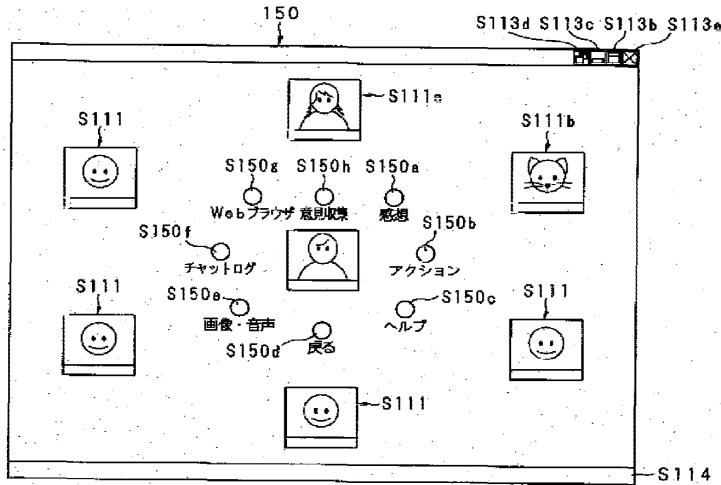 150
S113d S113c S113b S113e
S111a
S111
S111b
S150g S150h S150a
Webブラウザ 意見収集 感想
S150f
S150b
チャットログ
アクション
S111
S150e
S150c
S111
画像・音声
ヘルプ
S150d
戻る
S111
S114